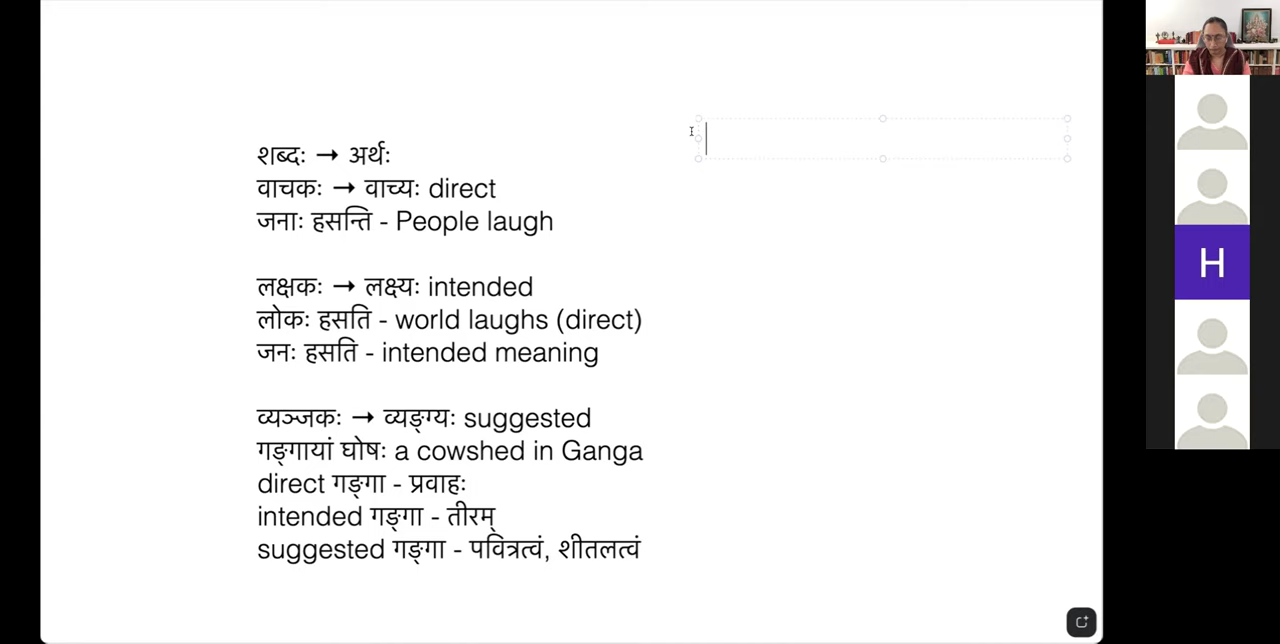 शब्दः → अर्थः
वाचकः → वाच्यः direct
जनाः हसन्ति - People laugh
लक्षकः → लक्ष्यः intended
लोकः हसति - world laughs (direct)
जनः हसति - intended meaning
व्यञ्जकः → व्यङ्ग्यः suggested
गङ्गायां घोषः a cowshed in Ganga
direct गङ्गा - प्रवाहः
intended गङ्गा - तीरम्
suggested गङ्गा - पवित्रत्वं, शीतलत्वं
H